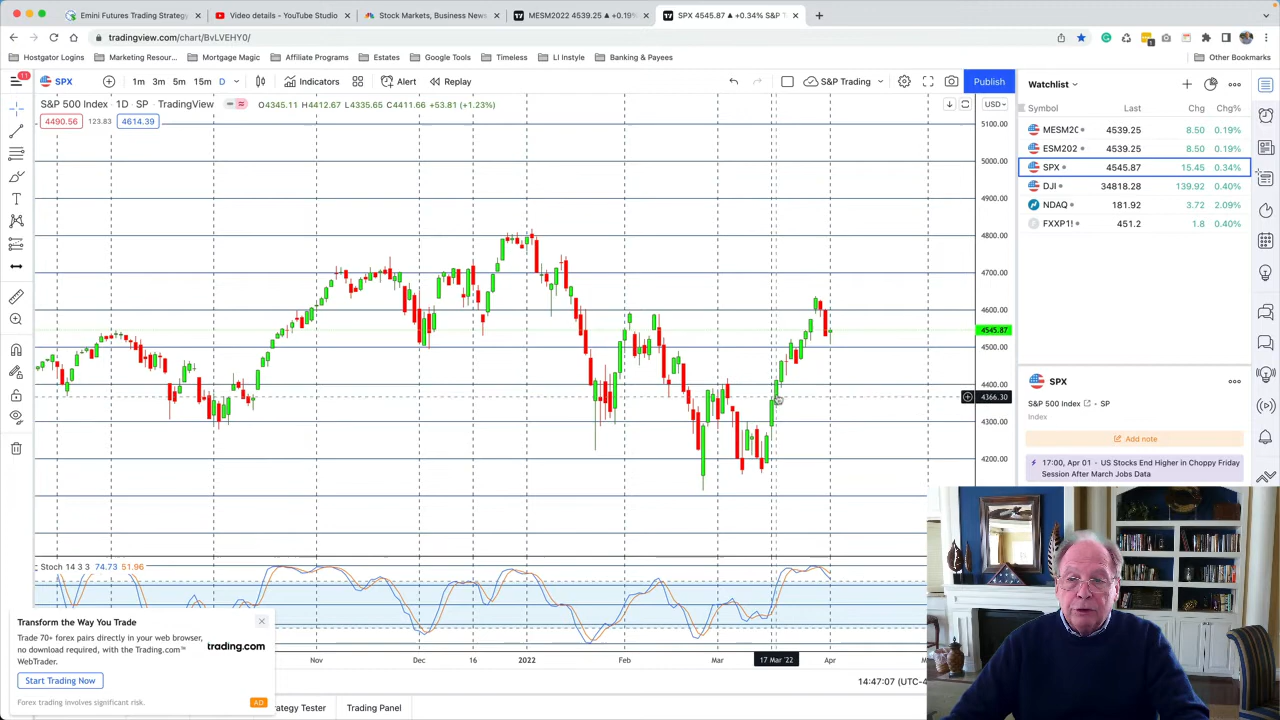 Emini Futures Trading Strategy
Video details - YouTube Studio
Stock Markets, Business News
MESM2022 4539.25 ▲ +0.19%
SPX 4545.87 ▲ +0.34% S&P
tradingview.com/chart/BvLVEHY0/
Hostgator Logins
Marketing Resour...
Mortgage Magic
Affiliate Programs
Estates
Google Tools
Timeless
LI Instyle
Banking & Payees
Other Bookmarks
11
SPX
1m 3m 5m 15m D
Indicators
Alert
Replay
S&P Trading
Publish
Watchlist
S&P 500 Index · 1D · SP · TradingView
O4345.11 H4412.67 L4335.65 C4411.66 +53.81 (+1.23%)
USD
4490.56 123.83 4614.39
Symbol Last Chg Chg%
MESM2C 4539.25 8.50 0.19%
ESM202 4539.25 8.50 0.19%
SPX 4545.87 15.45 0.34%
DJI 34818.28 139.92 0.40%
NDAQ 181.92 3.72 2.09%
FXXP1! 451.2 1.8 0.40%
5100.00
5000.00
4900.00
4800.00
4700.00
4600.00
4545.87
4500.00
4400.00
4366.30
4300.00
4200.00
SPX
S&P 500 Index · SP
Index
Add note
17:00, Apr 01 · US Stocks End Higher in Choppy Friday
Session After March Jobs Data
Stoch 14 3 3 74.73 51.96
Transform the Way You Trade
Trade 70+ forex pairs directly in your web browser,
no download required, with the Trading.com™
WebTrader.
trading.com
Start Trading Now
Forex trading involves significant risk.
AD
Nov Dec 16 2022 Feb Mar 17 Mar '22 Apr
14:47:07 (UTC-4
ategy Tester
Trading Panel